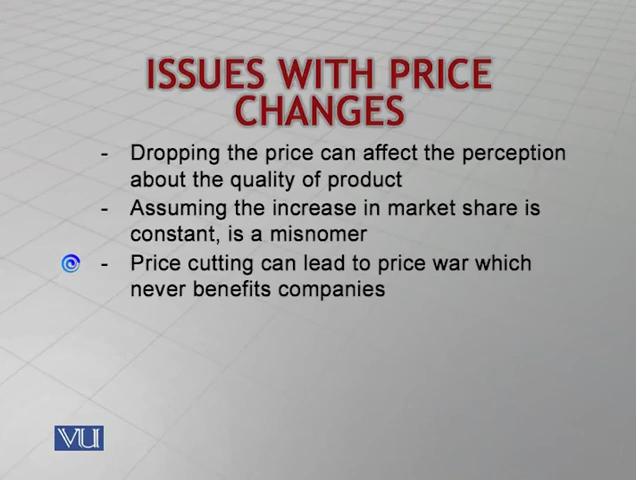 ISSUES WITH PRICE
CHANGES
- Dropping the price can affect the perception
about the quality of product
- Assuming the increase in market share is
constant, is a misnomer
- Price cutting can lead to price war which
never benefits companies
VU